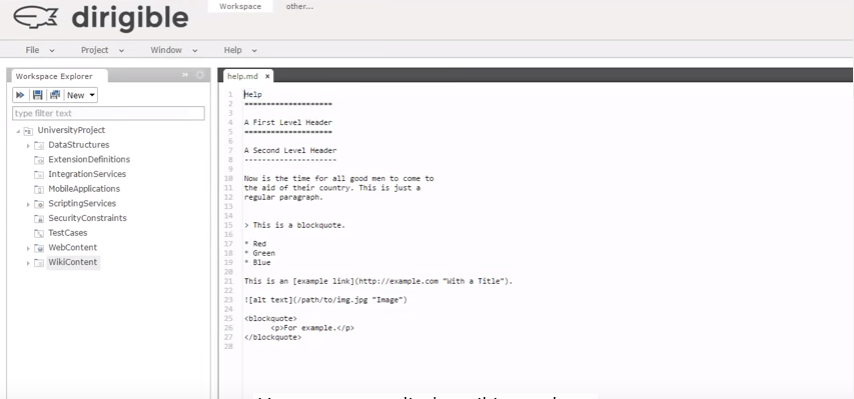 dirigible
Workspace
other...
File
Project
Window
Help
Workspace Explorer
New
type filter text
UniversityProject
DataStructures
ExtensionDefinitions
IntegrationServices
MobileApplications
ScriptingServices
SecurityConstraints
TestCases
WebContent
WikiContent
help.md ×
1 Help
2 ====================
3
4 A First Level Header
5 ====================
6
7 A Second Level Header
8 ---------------------
9
10 Now is the time for all good men to come to
11 the aid of their country. This is just a
12 regular paragraph.
13
14
15 > This is a blockquote.
16
17 * Red
18 * Green
19 * Blue
20
21 This is an [example link](http://example.com "With a Title").
22
23 ![alt text](/path/to/img.jpg "Image")
24
25 <blockquote>
26 <p>For example.</p>
27 </blockquote>
28